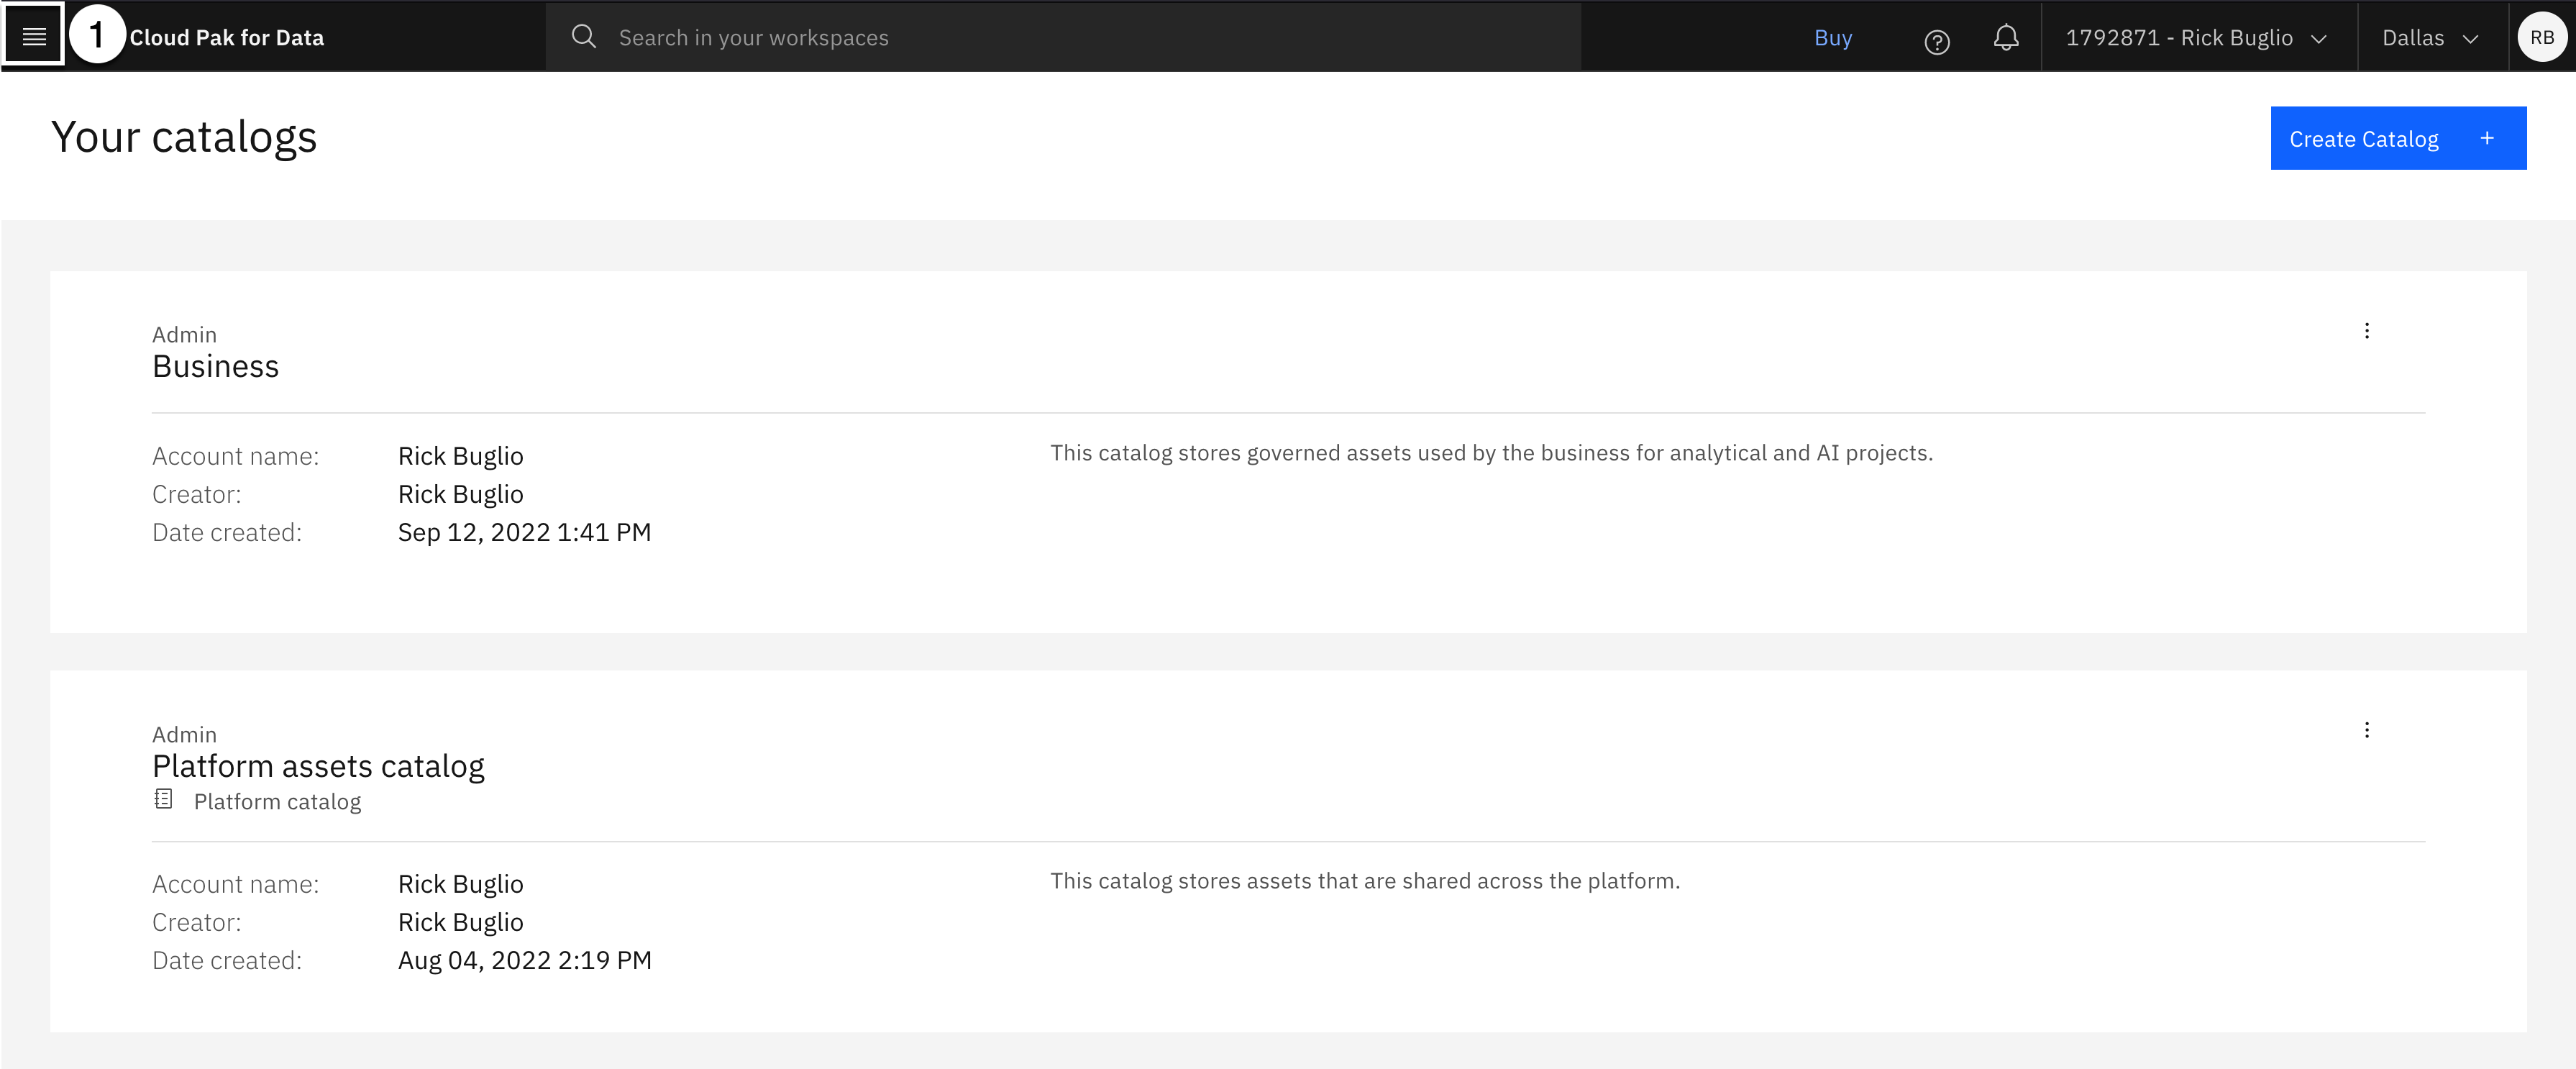 1 Cloud Pak for Data Search in your workspaces Buy 1792871 - Rick Buglio Dallas RB
Your catalogs
Create Catalog +
Admin
Business
Account name: Rick Buglio
This catalog stores governed assets used by the business for analytical and AI projects.
Creator: Rick Buglio
Date created: Sep 12, 2022 1:41 PM
Admin
Platform assets catalog
Platform catalog
Account name: Rick Buglio
This catalog stores assets that are shared across the platform.
Creator: Rick Buglio
Date created: Aug 04, 2022 2:19 PM